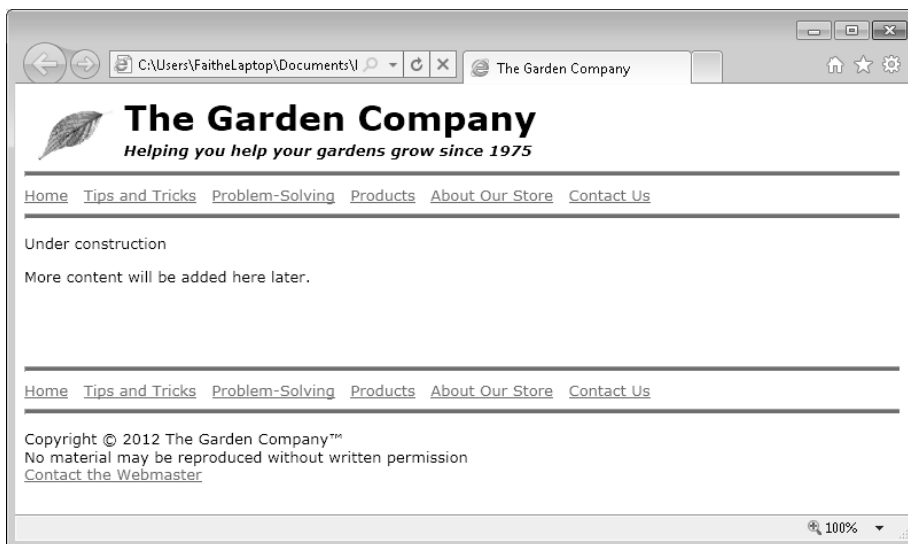 C:\Users\FaitheLaptop\Documents\I
The Garden Company
The Garden Company
Helping you help your gardens grow since 1975
Home Tips and Tricks Problem-Solving Products About Our Store Contact Us
Under construction
More content will be added here later.
Home Tips and Tricks Problem-Solving Products About Our Store Contact Us
Copyright © 2012 The Garden Company™
No material may be reproduced without written permission
Contact the Webmaster
100%